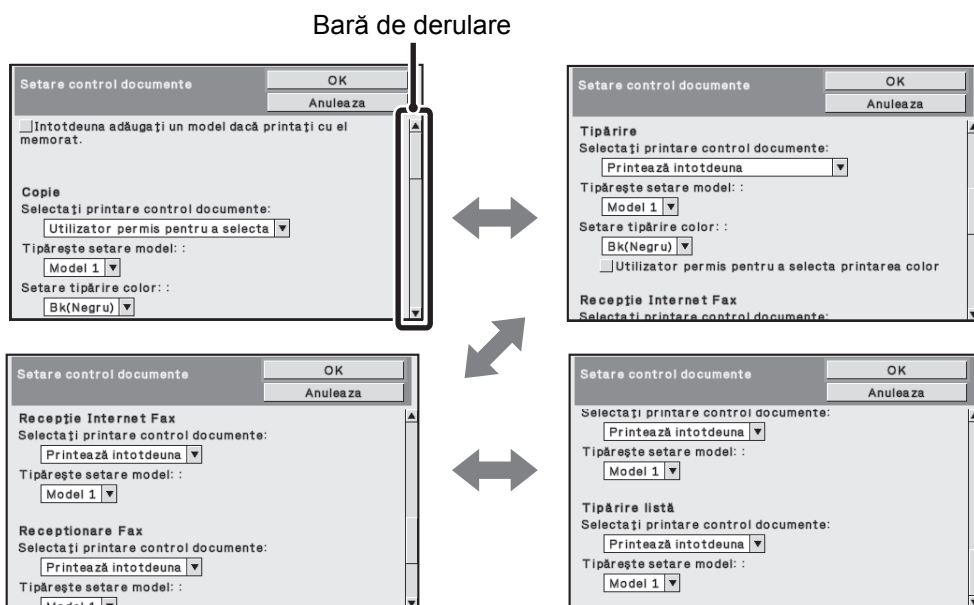 Bară de derulare
Setare control documente
OK
Anuleaza
Intotdeuna adăugați un model dacă printați cu el
memorat.
Copie
Selectați printare control documente:
Utilizator permis pentru a selecta
Tipărește setare model: :
Model 1
Setare tipărire color: :
Bk(Negru)
Setare control documente
OK
Anuleaza
Tipărire
Selectați printare control documente:
Printează intotdeuna
Tipărește setare model: :
Model 1
Setare tipărire color: :
Bk(Negru)
Utilizator permis pentru a selecta printarea color
Recepție Internet Fax
Selectați printare control documente:
Setare control documente
OK
Anuleaza
Recepție Internet Fax
Selectați printare control documente:
Printează intotdeuna
Tipărește setare model: :
Model 1
Receptionare Fax
Selectați printare control documente:
Printează intotdeuna
Tipărește setare model: :
Model 1
Setare control documente
OK
Anuleaza
Selectați printare control documente:
Printează intotdeuna
Tipărește setare model: :
Model 1
Tipărire listă
Selectați printare control documente:
Printează intotdeuna
Tipărește setare model: :
Model 1